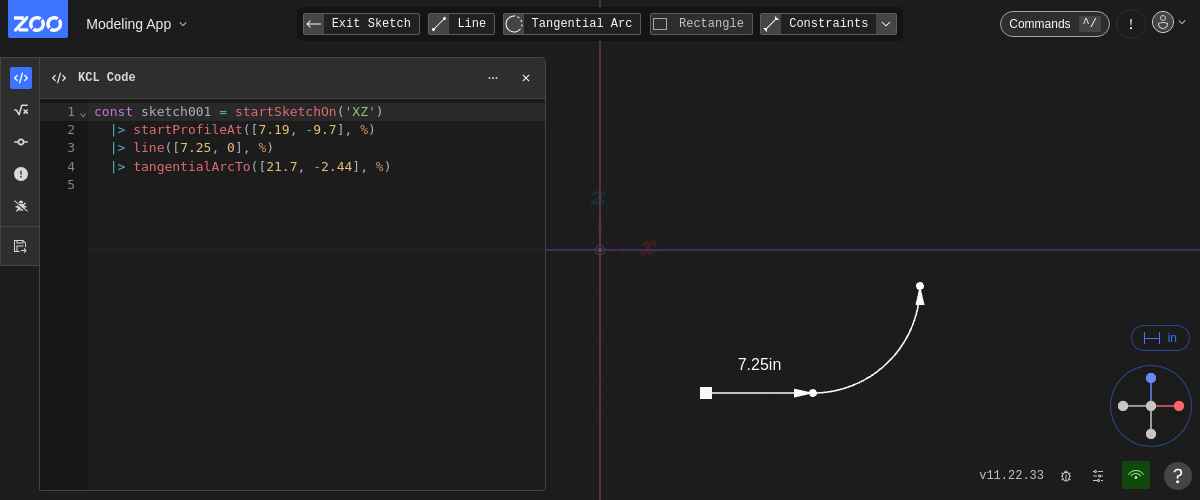 ZOO
Modeling App
Exit Sketch
Line
Tangential Arc
Rectangle
Constraints
Commands ^/
!
KCL Code
1 const sketch001 = startSketchOn('XZ')
2 |> startProfileAt([7.19, -9.7], %)
3 |> line([7.25, 0], %)
4 |> tangentialArcTo([21.7, -2.44], %)
5
z
x
7.25in
in
v11.22.33
?